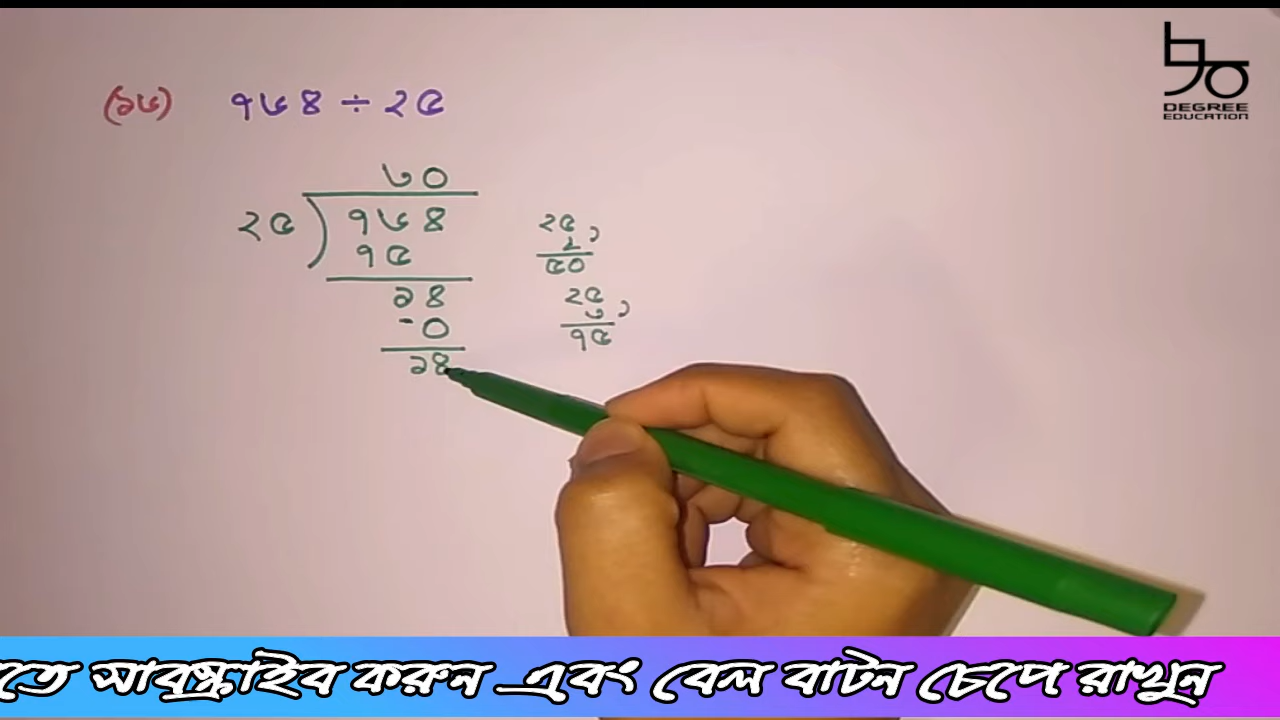 DEGREE
EDUCATION
(১৬) ৭৬৪ ÷ ২৫
৩০
২৫ ) ৭৬৪
৭৫
১৪
-০
১৪
২৫
২
৫০
২৫
৩
৭৫
তে সাবস্ক্রাইব করুন এবং বেল বাটন চেপে রাখুন